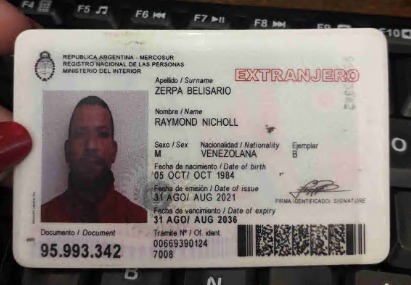 F4
F5
F6
F7
F8
REPUBLICA ARGENTINA - MERCOSUR
REGISTRO NACIONAL DE LAS PERSONAS
MINISTERIO DEL INTERIOR
EXTRANJERO
Apellido / Surname
ZERPA BELISARIO
Nombre / Name
RAYMOND NICHOLL
Sexo / Sex Nacionalidad / Nationality Ejemplar
M VENEZOLANA B
Fecha de nacimiento / Date of birth
05 OCT/ OCT 1984
Fecha de emisión / Date of issue
31 AGO/ AUG 2021
FIRMA IDENTIFICADO/ SIGNATURE
Fecha de vencimiento / Date of expiry
31 AGO/ AUG 2036
Documento / Document
95.993.342
Trámite Nº / Of. ident.
00669390124
7008
O
B
N